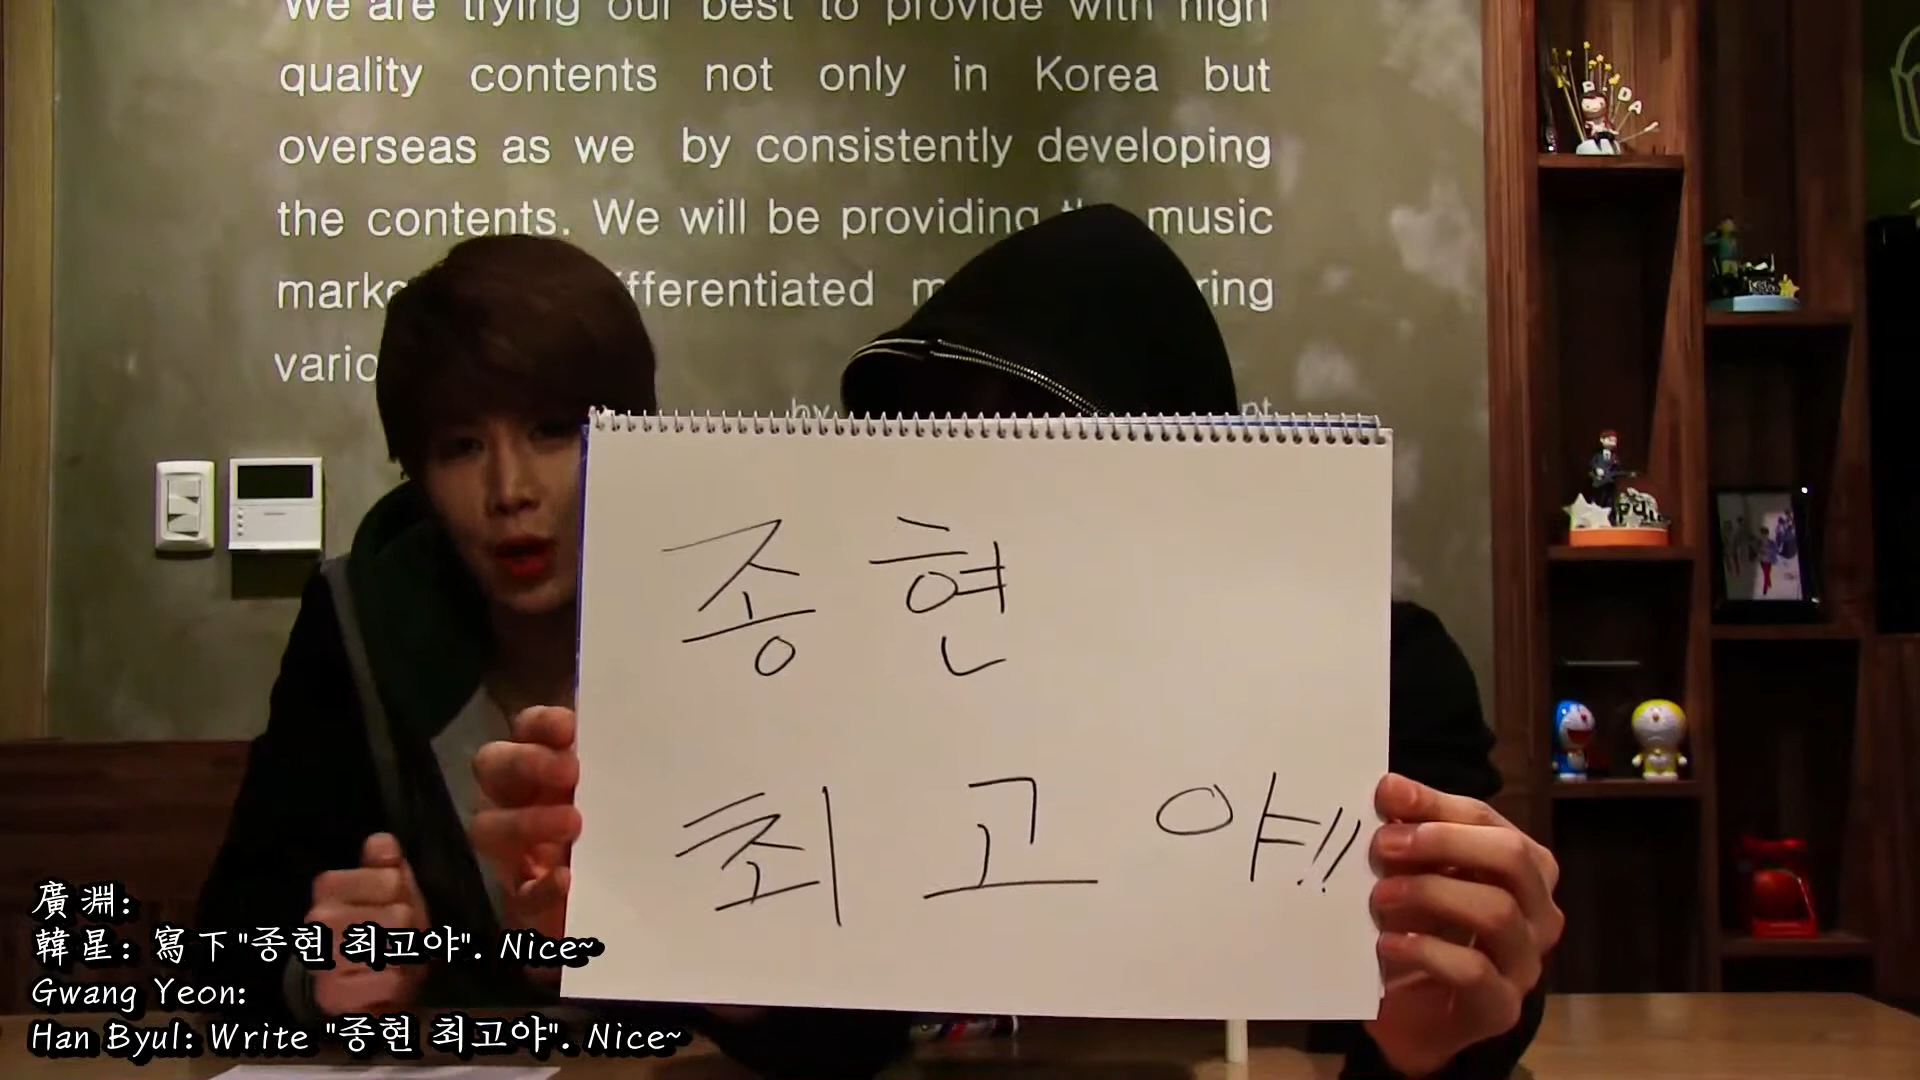 We are trying our best to provide with high
quality contents not only in Korea but
overseas as we by consistently developing
the contents. We will be providing music
ring
by
종현
최고야!!
廣淵:
韓星: 寫下"종현 최고야". Nice~
Gwang Yeon:
Han Byul: Write "종현 최고야". Nice~